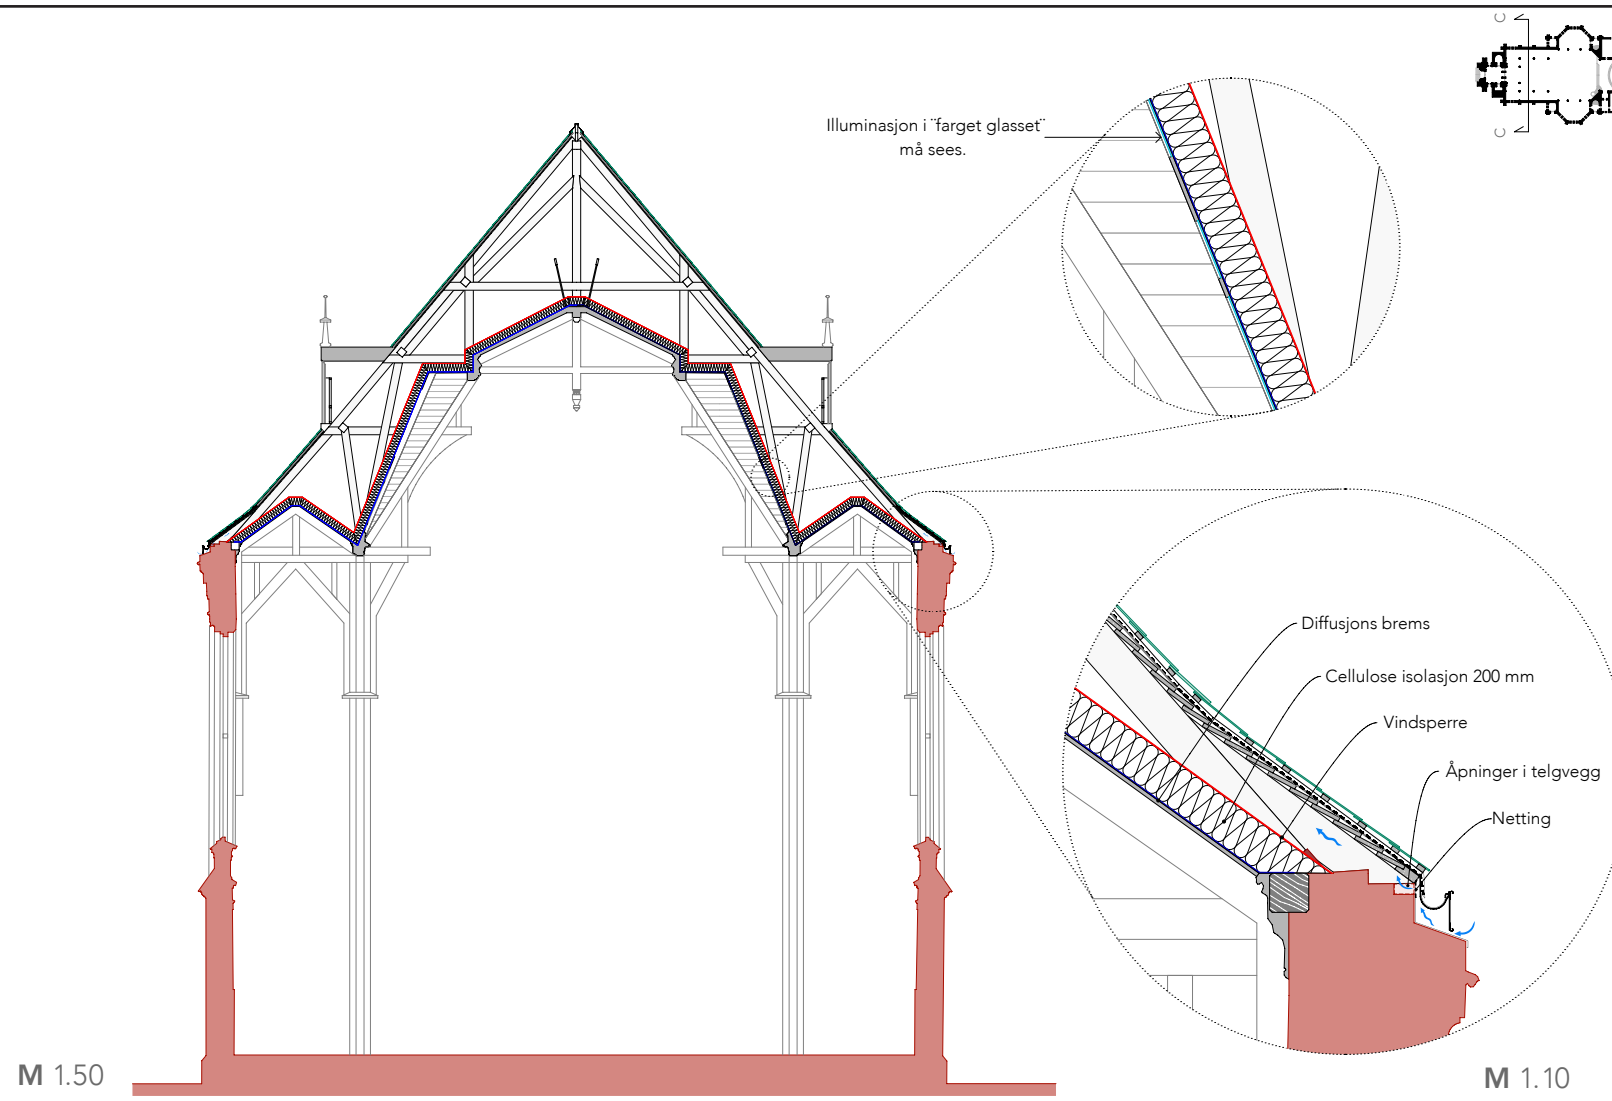 C
Illuminasjon i ¨farget glasset¨
må sees.
C
Diffusjons brems
Cellulose isolasjon 200 mm
Vindsperre
Åpninger i telgvegg
Netting
M 1.50
M 1.10